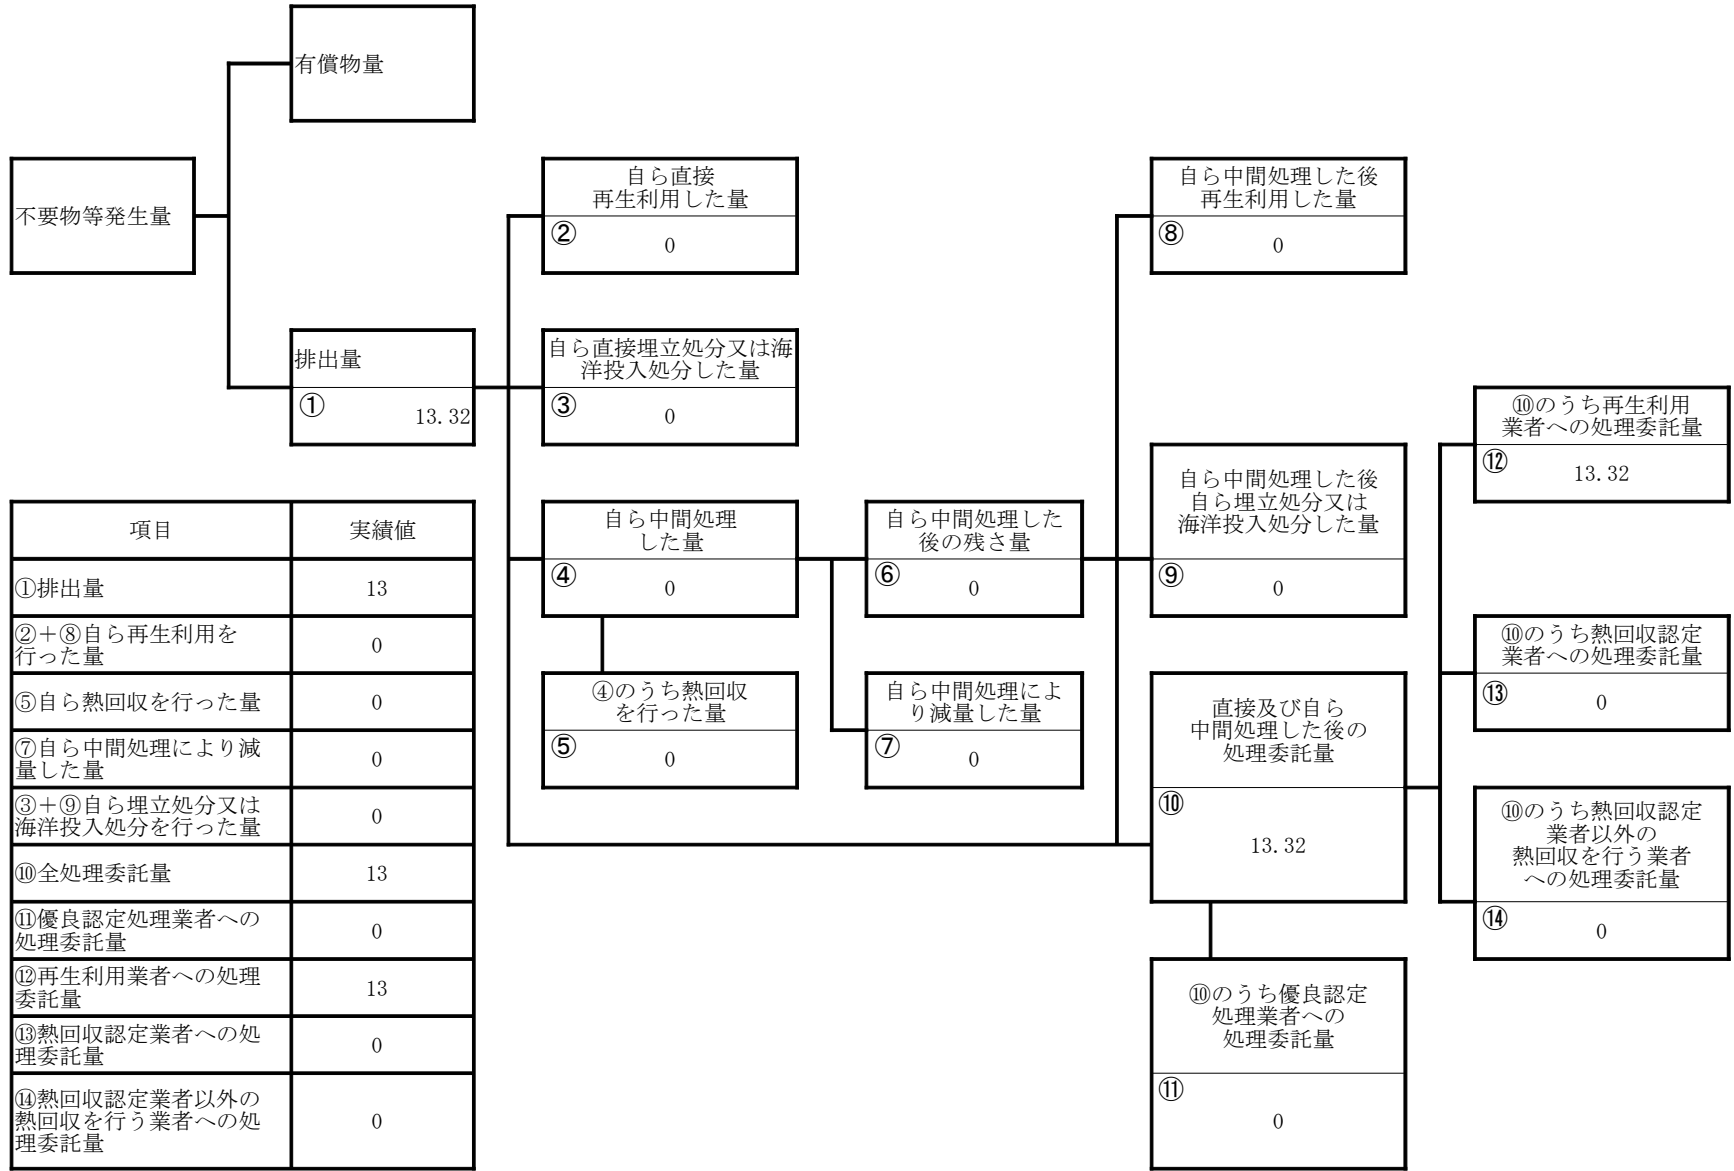 有償物量
不要物等発生量
排出量
①
13.32
自ら直接
再生利用した量
②
0
自ら直接埋立処分又は海
洋投入処分した量
③
0
自ら中間処理
した量
④
0
④のうち熱回収
を行った量
⑤
0
自ら中間処理した
後の残さ量
⑥
0
自ら中間処理によ
り減量した量
⑦
0
自ら中間処理した後
再生利用した量
⑧
0
自ら中間処理した後
自ら埋立処分又は
海洋投入処分した量
⑨
0
直接及び自ら
中間処理した後の
処理委託量
⑩
13.32
⑩のうち優良認定
処理業者への
処理委託量
⑪
0
⑩のうち再生利用
業者への処理委託量
⑫
13.32
⑩のうち熱回収認定
業者への処理委託量
⑬
0
⑩のうち熱回収認定
業者以外の
熱回収を行う業者
への処理委託量
⑭
0
項目 実績値
①排出量 13
②＋⑧自ら再生利用を
行った量 0
⑤自ら熱回収を行った量 0
⑦自ら中間処理により減
量した量 0
③＋⑨自ら埋立処分又は
海洋投入処分を行った量 0
⑩全処理委託量 13
⑪優良認定処理業者への
処理委託量 0
⑫再生利用業者への処理
委託量 13
⑬熱回収認定業者への処
理委託量 0
⑭熱回収認定業者以外の
熱回収を行う業者への処
理委託量 0